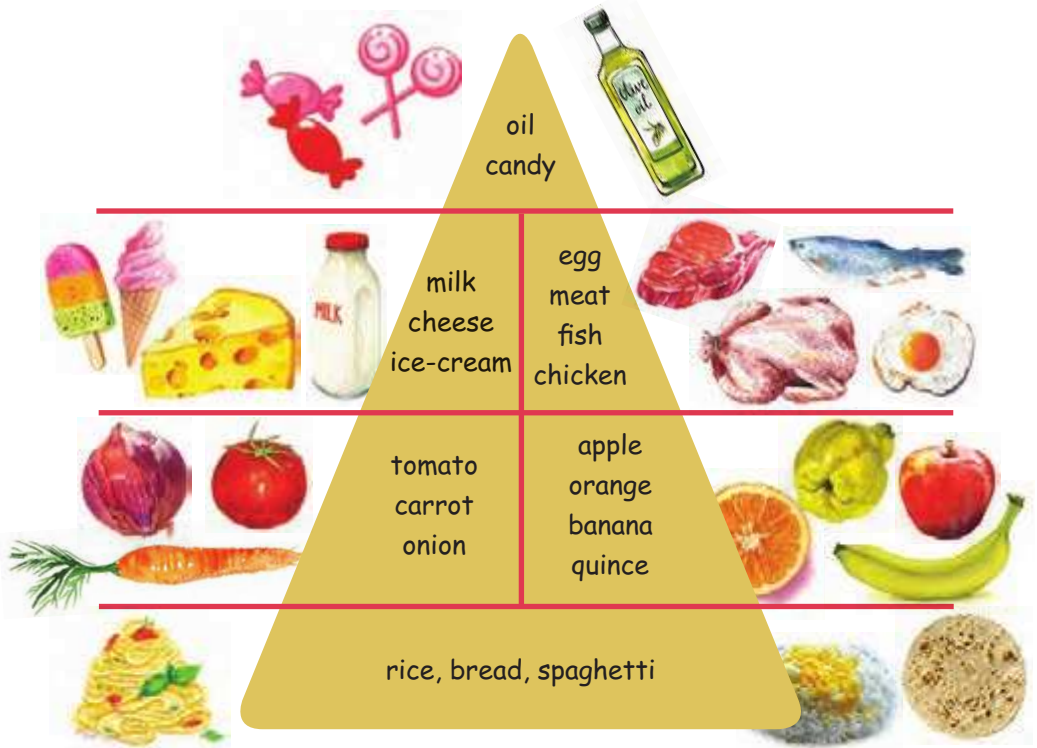 olive
oil
oil
candy
MILK
milk
cheese
ice-cream
egg
meat
fish
chicken
tomato
carrot
onion
apple
orange
banana
quince
rice, bread, spaghetti